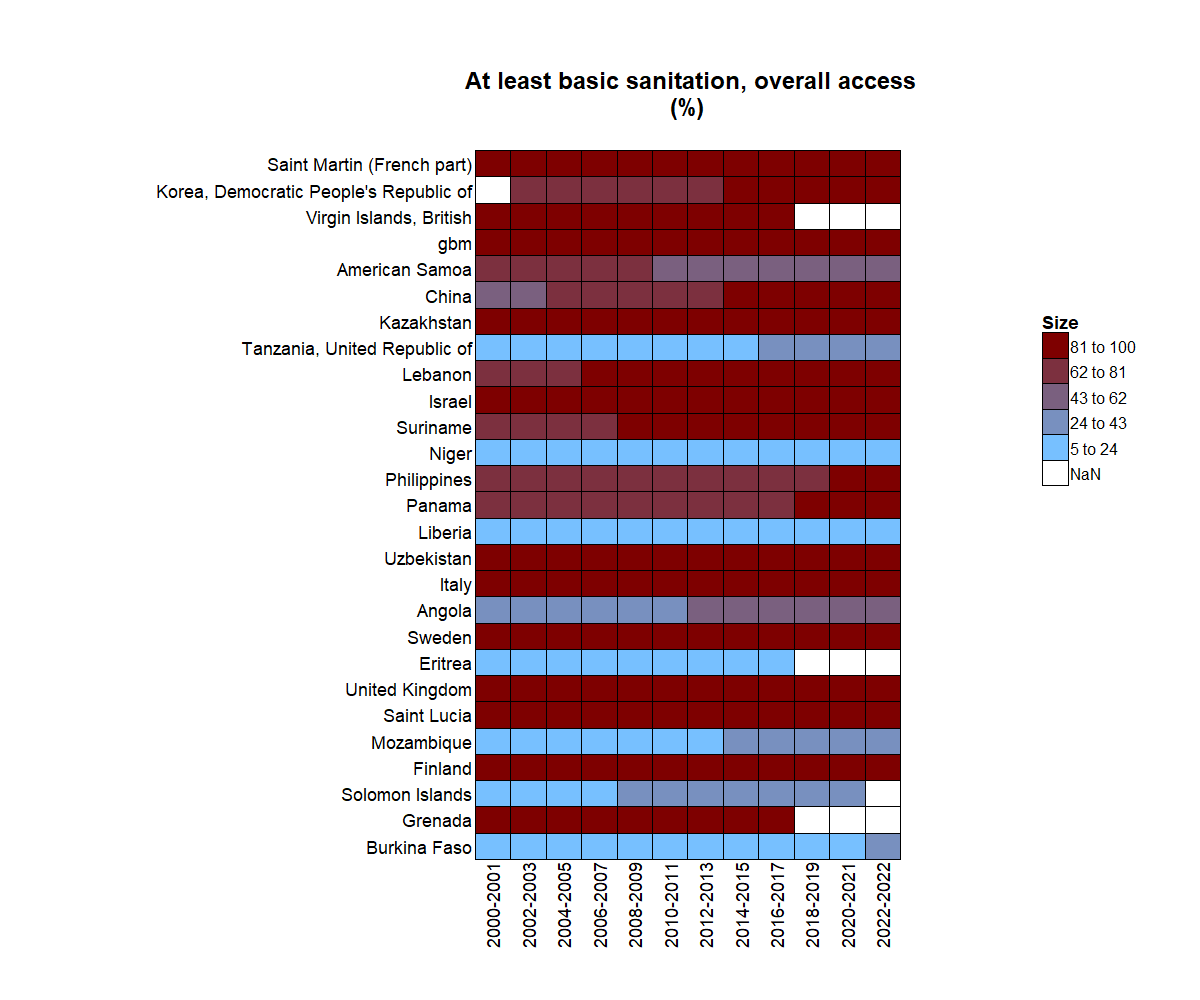 At least basic sanitation, overall access
(%)
Saint Martin (French part)
Korea, Democratic People's Republic of
Virgin Islands, British
gbm
American Samoa
China
Kazakhstan
Tanzania, United Republic of
Lebanon
Israel
Suriname
Niger
Philippines
Panama
Liberia
Uzbekistan
Italy
Angola
Sweden
Eritrea
United Kingdom
Saint Lucia
Mozambique
Finland
Solomon Islands
Grenada
Burkina Faso
2000-2001
2002-2003
2004-2005
2006-2007
2008-2009
2010-2011
2012-2013
2014-2015
2016-2017
2018-2019
2020-2021
2022-2022
Size
81 to 100
62 to 81
43 to 62
24 to 43
5 to 24
NaN